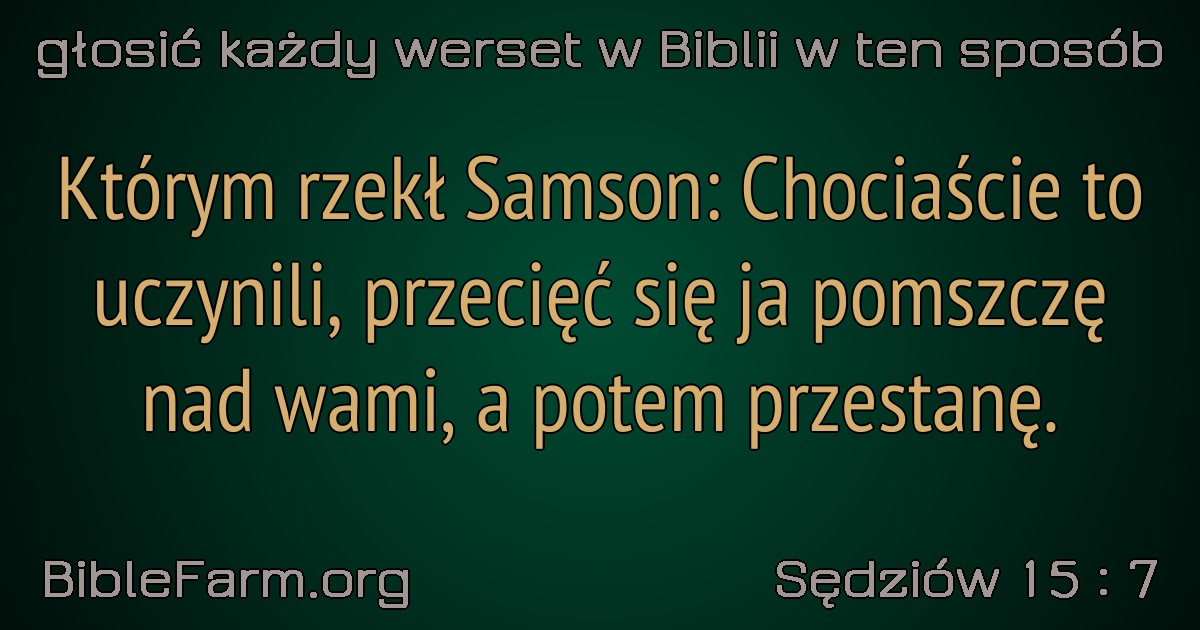 głosić każdy werset w Biblii w ten sposób
Którym rzekł Samson: Chociaście to
uczynili, przecięć się ja pomszczę
nad wami, a potem przestanę.
BibleFarm.org
Sędziów 15 : 7